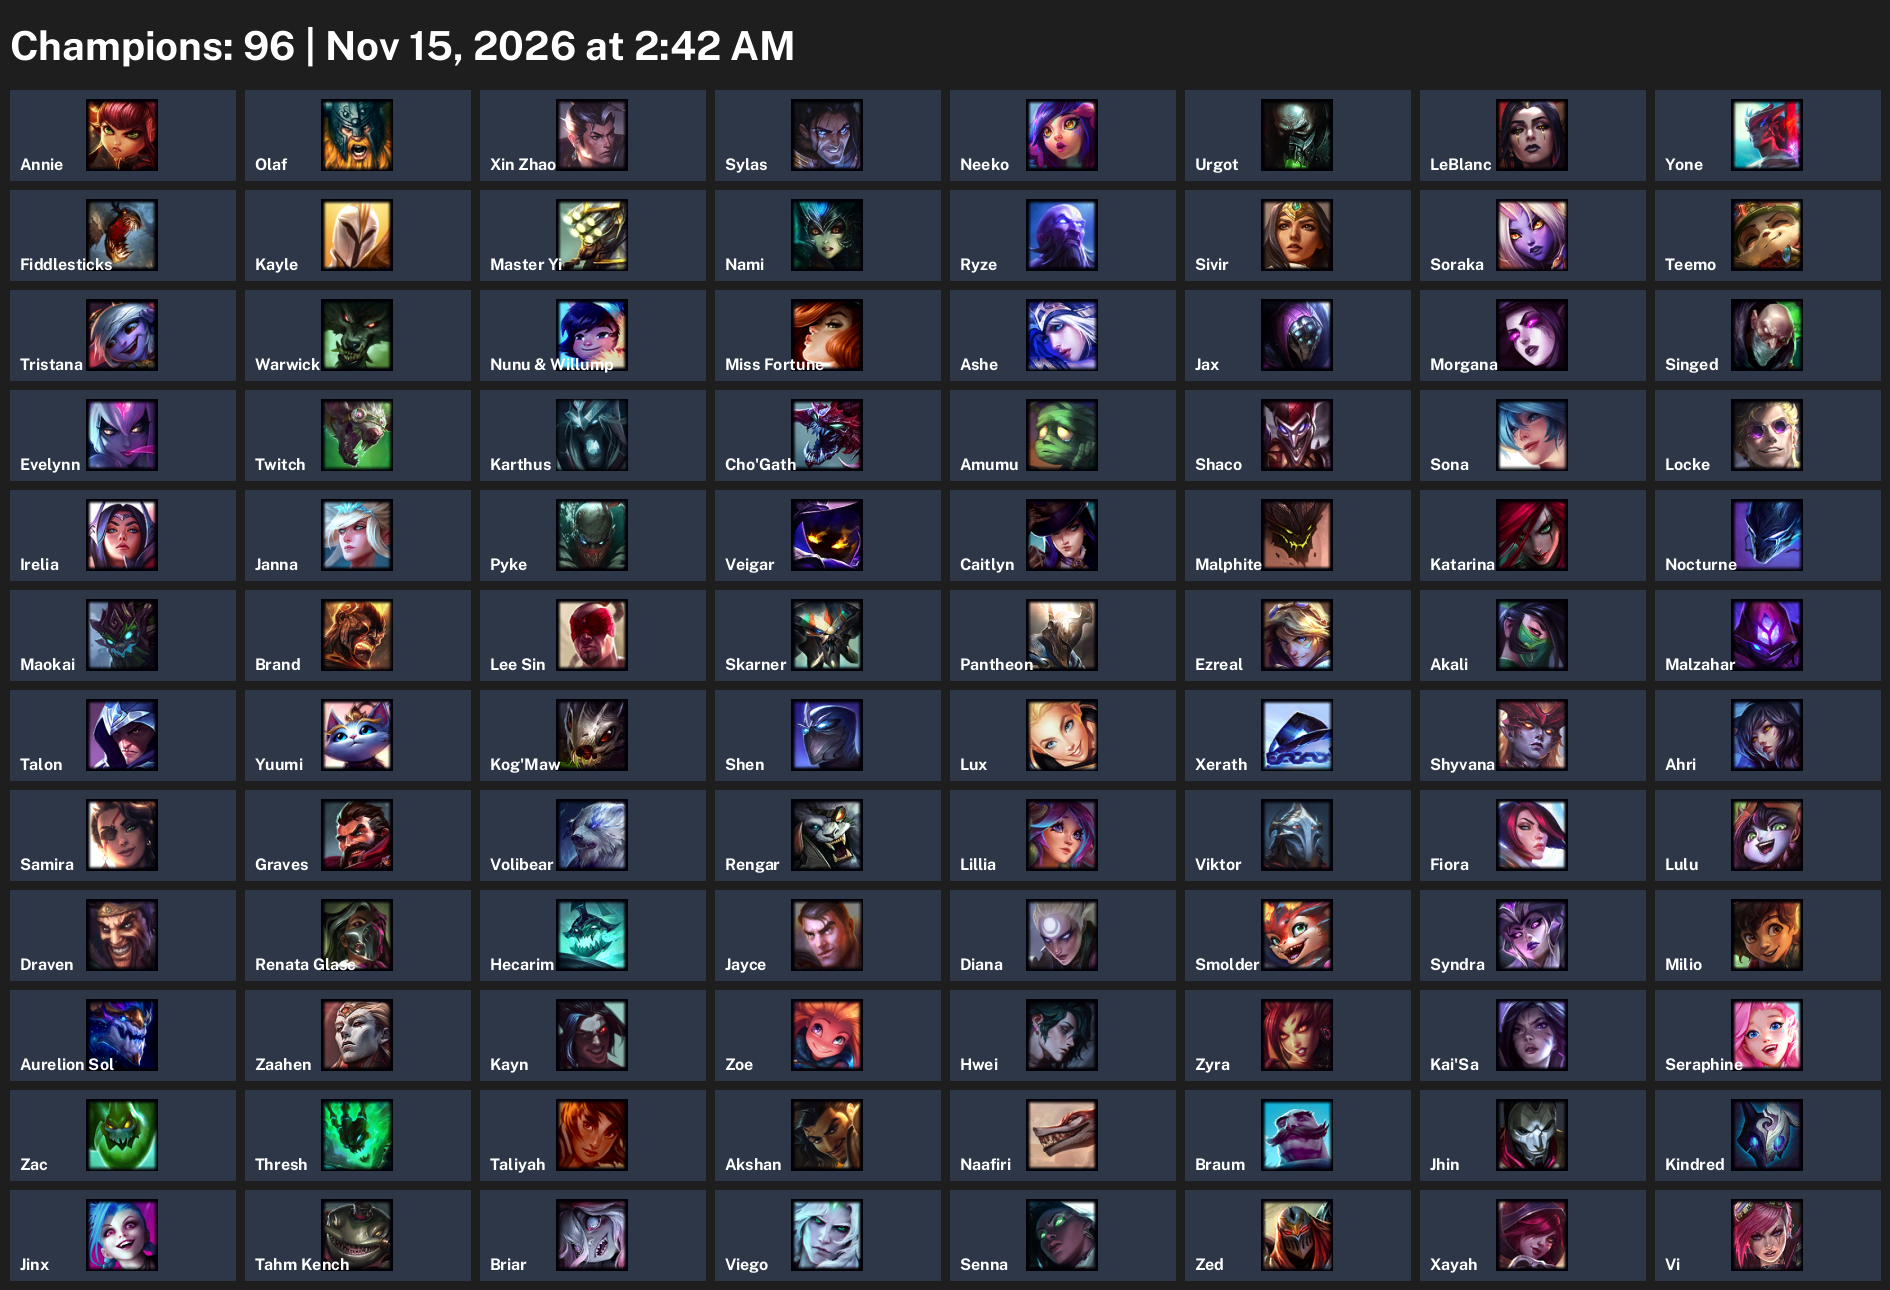 Champions: 96 | Nov 15, 2026 at 2:42 AM
Annie
Olaf
Xin Zhao
Sylas
Neeko
Urgot
LeBlanc
Yone
Fiddlesticks
Kayle
Master Yi
Nami
Ryze
Sivir
Soraka
Teemo
Tristana
Warwick
Nunu & Willump
Miss Fortune
Ashe
Jax
Morgana
Singed
Evelynn
Twitch
Karthus
Cho'Gath
Amumu
Shaco
Sona
Locke
Irelia
Janna
Pyke
Veigar
Caitlyn
Malphite
Katarina
Nocturne
Maokai
Brand
Lee Sin
Skarner
Pantheon
Ezreal
Akali
Malzahar
Talon
Yuumi
Kog'Maw
Shen
Lux
Xerath
Shyvana
Ahri
Samira
Graves
Volibear
Rengar
Lillia
Viktor
Fiora
Lulu
Draven
Renata Glasc
Hecarim
Jayce
Diana
Smolder
Syndra
Milio
Aurelion Sol
Zaahen
Kayn
Zoe
Hwei
Zyra
Kai'Sa
Seraphine
Zac
Thresh
Taliyah
Akshan
Naafiri
Braum
Jhin
Kindred
Jinx
Tahm Kench
Briar
Viego
Senna
Zed
Xayah
Vi